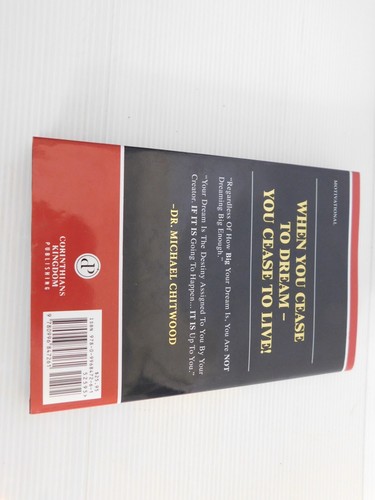 MOTIVATIONAL
WHEN YOU CEASE
TO DREAM –
YOU CEASE TO LIVE!
"Regardless Of How Big Your Dream Is, You Are NOT
Dreaming Big Enough."
"Your Dream Is The Destiny Assigned To You By Your
Creator. IF IT IS Going To Happen... IT IS Up To You."
–DR. MICHAEL CHITWOOD
CORINTHIANS
KINGDOM
PUBLISHING